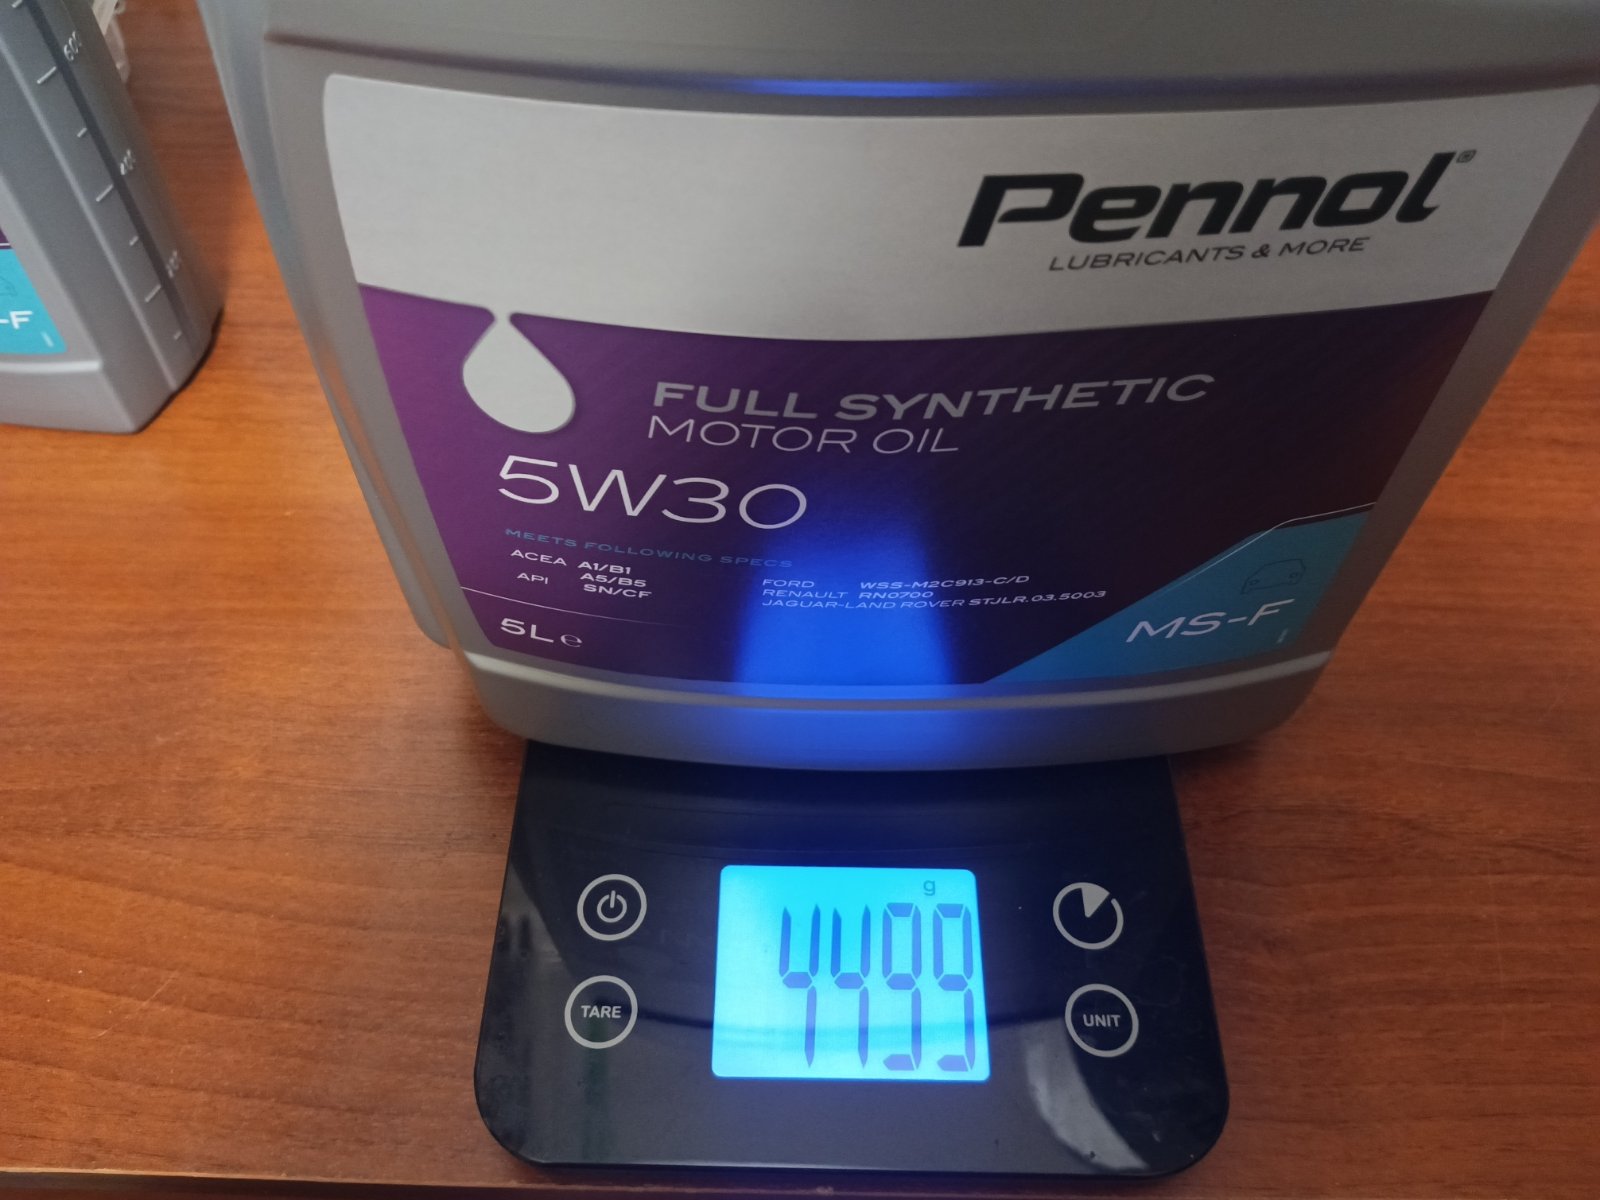 Pennol®
LUBRICANTS & MORE
FULL SYNTHETIC
MOTOR OIL
5W30
MEETS FOLLOWING SPECS
ACEA A1/B1
A5/B5
API SN/CF
FORD WSS-M2C913-C/D
RENAULT RN0700
JAGUAR-LAND ROVER STJLR.03.5003
5L e
MS-F
-F
g
4499
TARE
UNIT